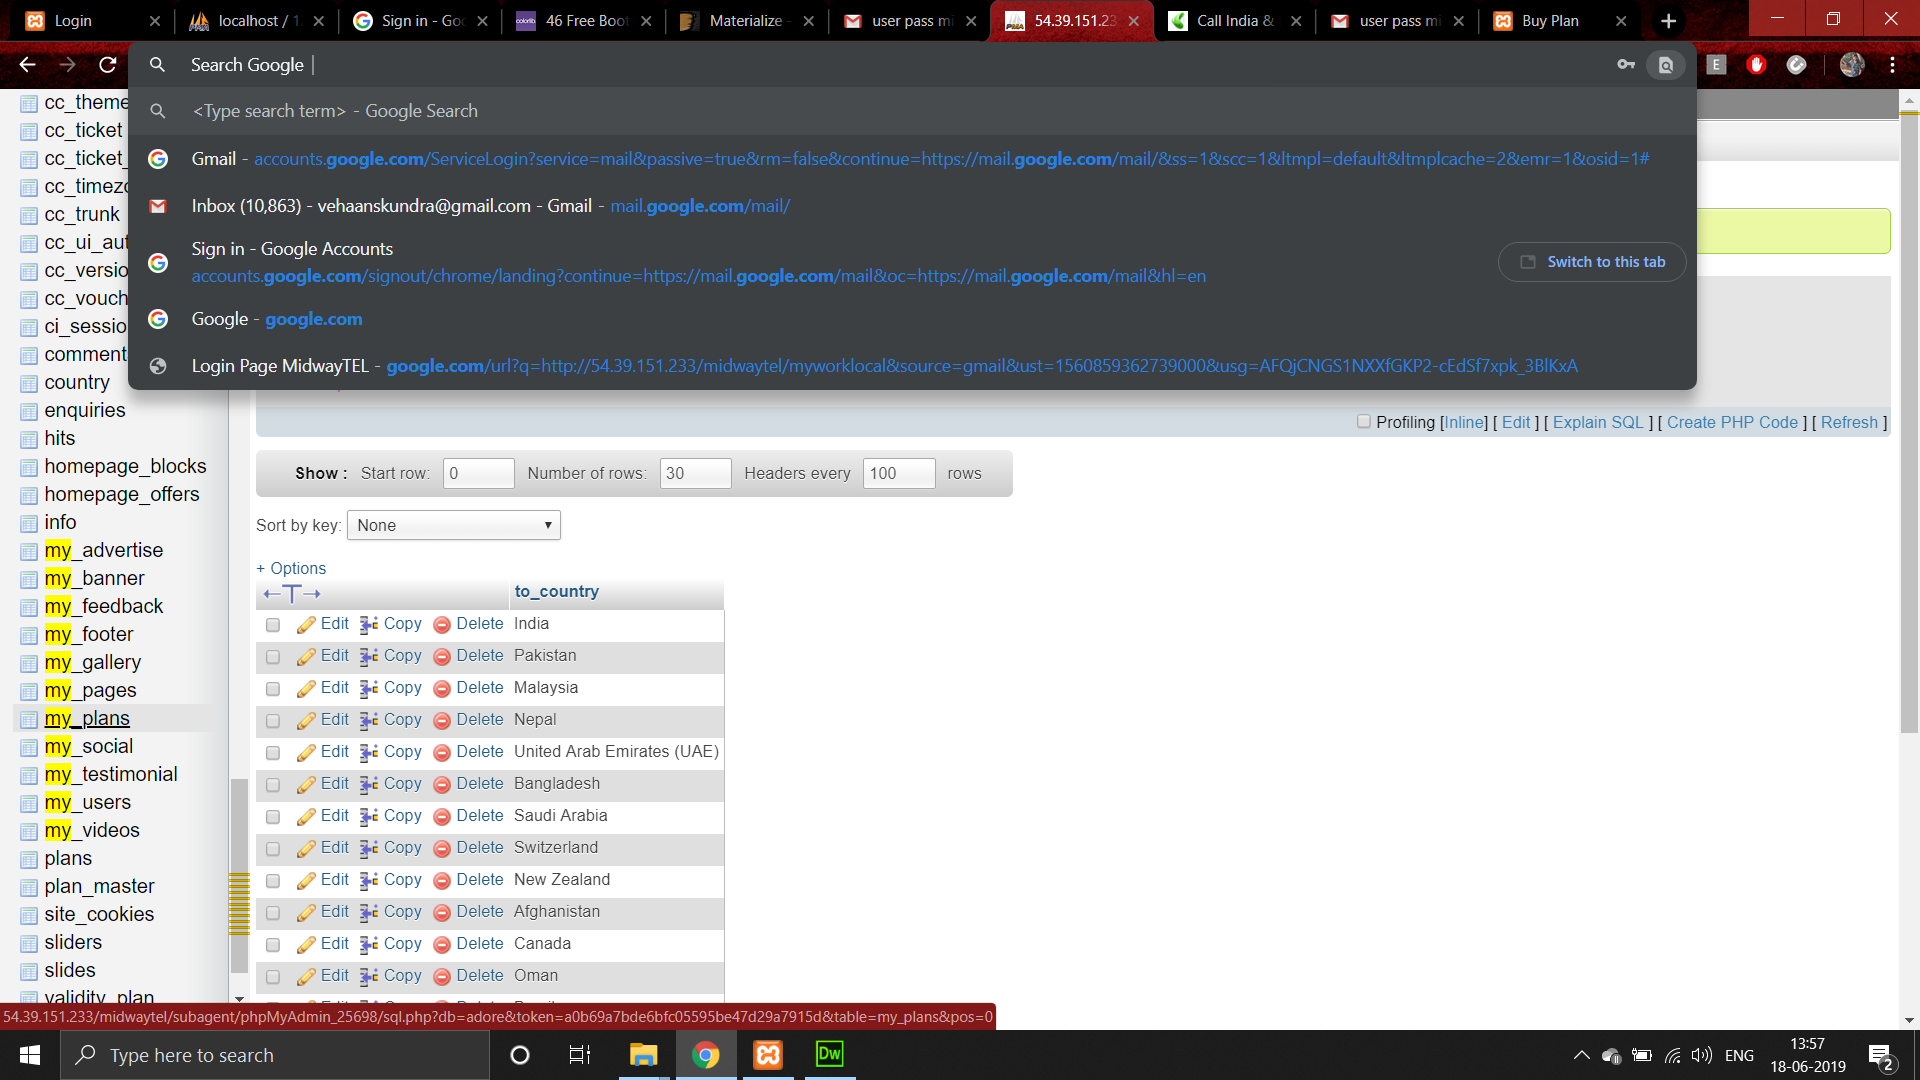 Login
localhost / 1
Sign in - Goo
46 Free Boot
Materialize -
user pass mi
54.39.151.23
Call India &
user pass mi
Buy Plan
Search Google
<Type search term> - Google Search
Gmail - accounts.google.com/ServiceLogin?service=mail&passive=true&rm=false&continue=https://mail.google.com/mail/&ss=1&scc=1&ltmpl=default&ltmplcache=2&emr=1&osid=1#
Inbox (10,863) - vehaanskundra@gmail.com - Gmail - mail.google.com/mail/
Sign in - Google Accounts
accounts.google.com/signout/chrome/landing?continue=https://mail.google.com/mail&oc=https://mail.google.com/mail&hl=en
Switch to this tab
Google - google.com
Login Page MidwayTEL - google.com/url?q=http://54.39.151.233/midwaytel/myworklocal&source=gmail&ust=1560859362739000&usg=AFQjCNGS1NXXfGKP2-cEdSf7xpk_3BlKxA
cc_theme
cc_ticket
cc_ticket_
cc_timezo
cc_trunk
cc_ui_aut
cc_versio
cc_vouch
ci_sessio
comment
country
enquiries
hits
homepage_blocks
homepage_offers
info
my_advertise
my_banner
my_feedback
my_footer
my_gallery
my_pages
my_plans
my_social
my_testimonial
my_users
my_videos
plans
plan_master
site_cookies
sliders
slides
validity_plan
Profiling [Inline] [ Edit ] [ Explain SQL ] [ Create PHP Code ] [ Refresh ]
Show : Start row: 0 Number of rows: 30 Headers every 100 rows
Sort by key: None
+ Options
←T→ to_country
Edit Copy Delete India
Edit Copy Delete Pakistan
Edit Copy Delete Malaysia
Edit Copy Delete Nepal
Edit Copy Delete United Arab Emirates (UAE)
Edit Copy Delete Bangladesh
Edit Copy Delete Saudi Arabia
Edit Copy Delete Switzerland
Edit Copy Delete New Zealand
Edit Copy Delete Afghanistan
Edit Copy Delete Canada
Edit Copy Delete Oman
54.39.151.233/midwaytel/subagent/phpMyAdmin_25698/sql.php?db=adore&token=a0b69a7bde6bfc05595be47d29a7915d&table=my_plans&pos=0
Type here to search
Dw
ENG
13:57
18-06-2019
2